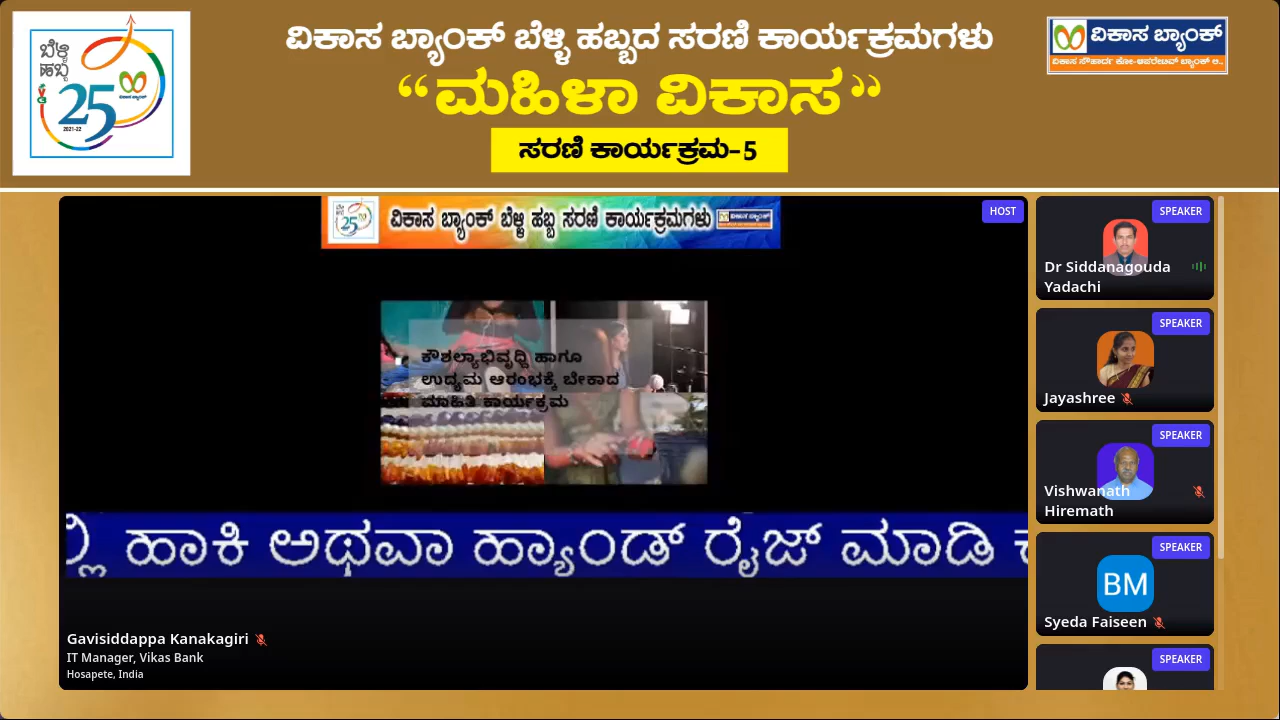 ವಿಕಾಸ ಬ್ಯಾಂಕ್ ಬೆಳ್ಳಿ ಹಬ್ಬದ ಸರಣಿ ಕಾರ್ಯಕ್ರಮಗಳು
“ಮಹಿಳಾ ವಿಕಾಸ”
ಸರಣಿ ಕಾರ್ಯಕ್ರಮ-5
ಬೆಳ್ಳಿ
ಹಬ್ಬ
25
2021-22
ವಿಕಾಸ ಬ್ಯಾಂಕ್
ವಿಕಾಸ ಸೌಹಾರ್ದ ಕೋ-ಆಪರೇಟಿವ್ ಬ್ಯಾಂಕ್ ಲಿ.,
25
ವಿಕಾಸ ಬ್ಯಾಂಕ್ ಬೆಳ್ಳಿ ಹಬ್ಬ ಸರಣಿ ಕಾರ್ಯಕ್ರಮಗಳು
ವಿಕಾಸ ಬ್ಯಾಂಕ್
HOST
ಕೌಶಲ್ಯಾಭಿವೃದ್ಧಿ ಹಾಗೂ
ಉದ್ಯಮ ಆರಂಭಕ್ಕೆ ಬೇಕಾದ
ಮಾಹಿತಿ ಕಾರ್ಯಕ್ರಮ
ಹಾಕಿ ಅಥವಾ ಹ್ಯಾಂಡ್ ರೈಜ್ ಮಾಡಿ
Gavisiddappa Kanakagiri
IT Manager, Vikas Bank
Hosapete, India
SPEAKER
Dr Siddanagouda
Yadachi
SPEAKER
Jayashree
SPEAKER
Vishwanath
Hiremath
SPEAKER
BM
Syeda Faiseen
SPEAKER